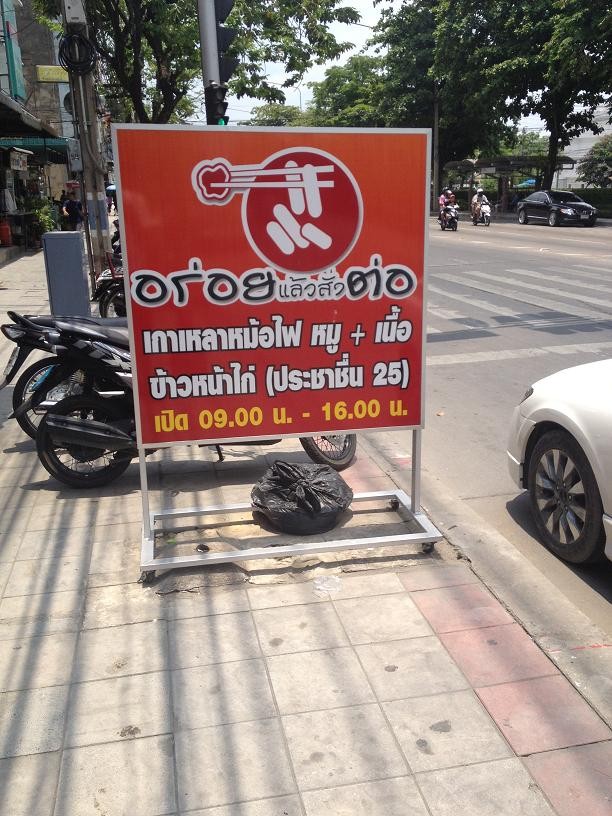 อร่อยแล้วสั่งต่อ
เกาเหลาหม้อไฟ หมู + เนื้อ
ข้าวหน้าไก่ (ประชาชื่น 25)
เปิด 09.00 น. - 16.00 น.